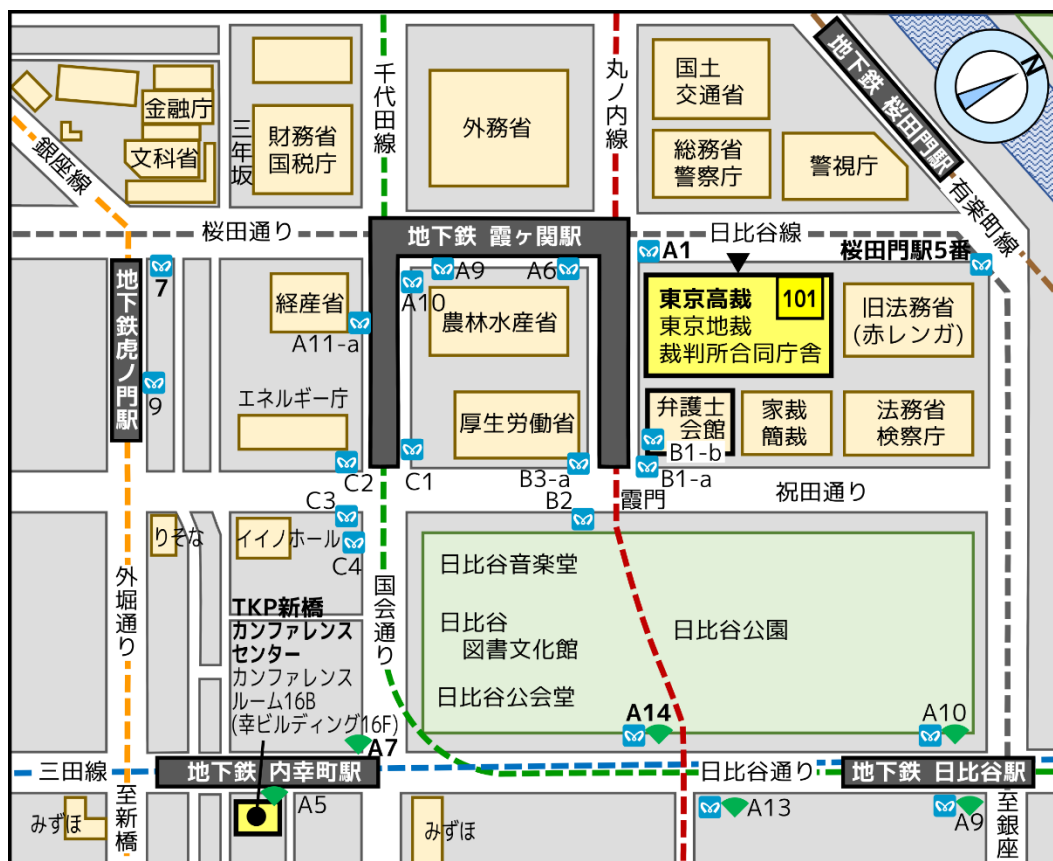 千代田線
丸ノ内線
地下鉄 桜田門駅
N
金融庁
文科省
三年坂
財務省
国税庁
外務省
国土
交通省
総務省
警察庁
警視庁
銀座線
有楽町線
桜田通り
地下鉄 霞ヶ関駅
日比谷線
A1
桜田門駅5番
7
A9
A6
A10
地下鉄虎ノ門駅
経産省
A11-a
農林水産省
東京高裁
101
東京地裁
裁判所合同庁舎
旧法務省
(赤レンガ)
9
エネルギー庁
厚生労働省
弁護士
会館
家裁
簡裁
法務省
検察庁
B1-b
C2
C1
B3-a
B1-a
祝田通り
C3
B2
霞門
りそな
イイノホール
C4
日比谷音楽堂
外堀通り
国会通り
TKP新橋
カンファレンス
センター
カンファレンス
ルーム16B
(幸ビルディング16F)
日比谷
図書文化館
日比谷公園
日比谷公会堂
A14
A10
A7
三田線
地下鉄 内幸町駅
日比谷通り
地下鉄 日比谷駅
至新橋
A5
A13
A9
至銀座
みずほ
みずほ